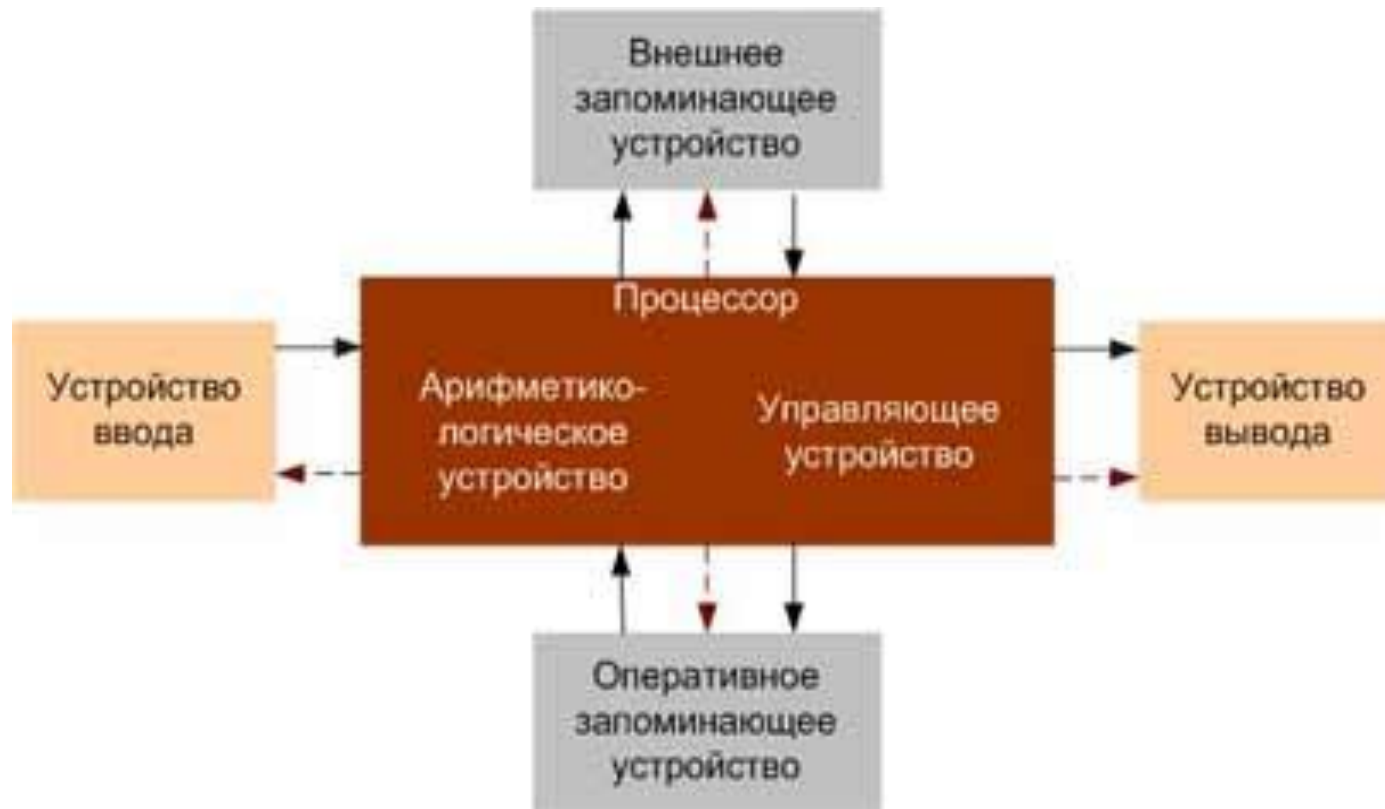 Внешнее
запоминающее
устройство
Процессор
Устройство
ввода
Арифметико-
логическое
устройство
Управляющее
устройство
Устройство
вывода
Оперативное
запоминающее
устройство